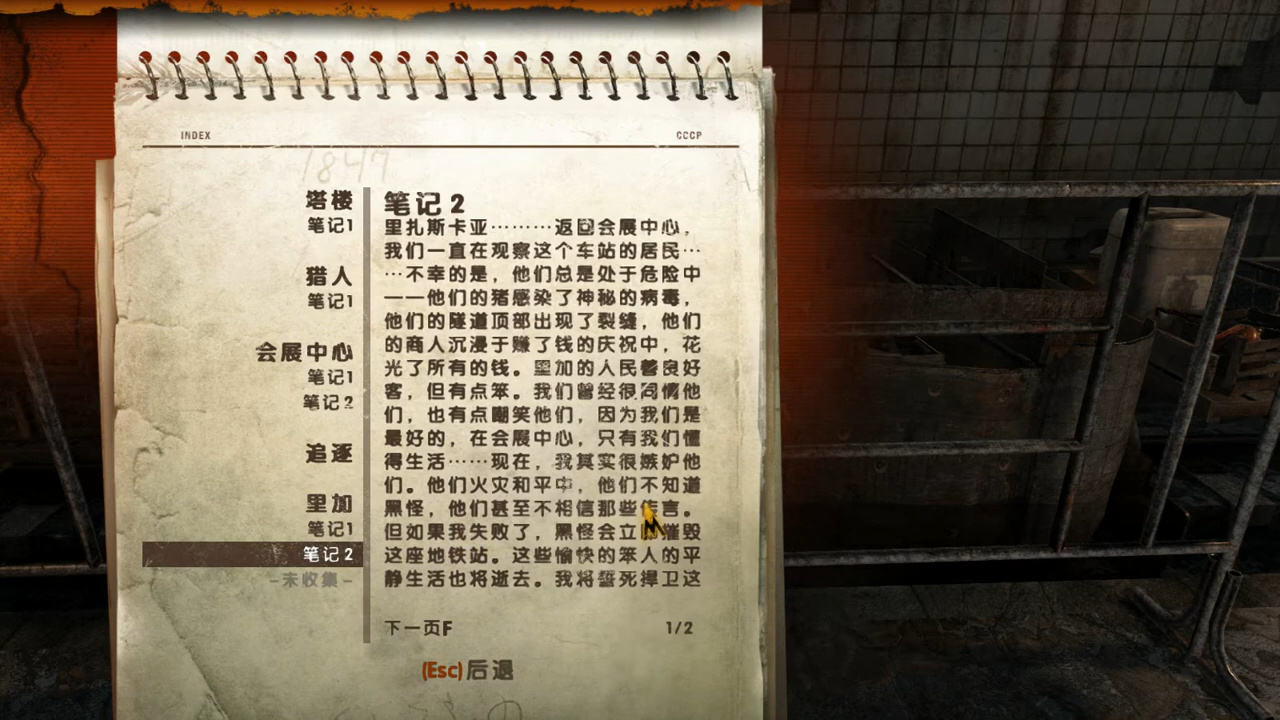 INDEX
CCCP
1847
塔楼
笔记1
猎人
笔记1
会展中心
笔记1
笔记2
追逐
里加
笔记1
笔记2
-未收集-
笔记2
里扎斯卡亚………返回会展中心，
我们一直在观察这个车站的居民…
…不幸的是，他们总是处于危险中
——他们的猪感染了神秘的病毒，
他们的隧道顶部出现了裂缝，他们
的商人沉浸于赚了钱的庆祝中，花
光了所有的钱。里加的人民善良好
客，但有点笨。我们曾经很同情他
们，也有点嘲笑他们，因为我们是
最好的，在会展中心，只有我们懂
得生活……现在，我其实很嫉妒他
们。他们火灾和平中，他们不知道
黑怪，他们甚至不相信那些传言。
但如果我失败了，黑怪会立 摧毁
这座地铁站。这些愉快的笨人的平
静生活也将逝去。我将誓死捍卫这
下一页F
1/2
(Esc)后退